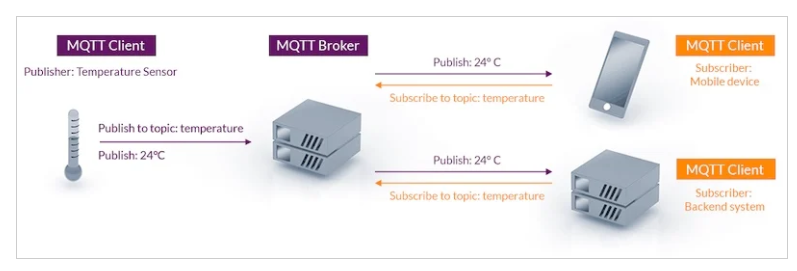 MQTT Client
Publisher: Temperature Sensor
Publish to topic: temperature
Publish: 24°C
MQTT Broker
Publish: 24° C
Subscribe to topic: temperature
MQTT Client
Subscriber:
Mobile device
Publish: 24° C
Subscribe to topic: temperature
MQTT Client
Subscriber:
Backend system